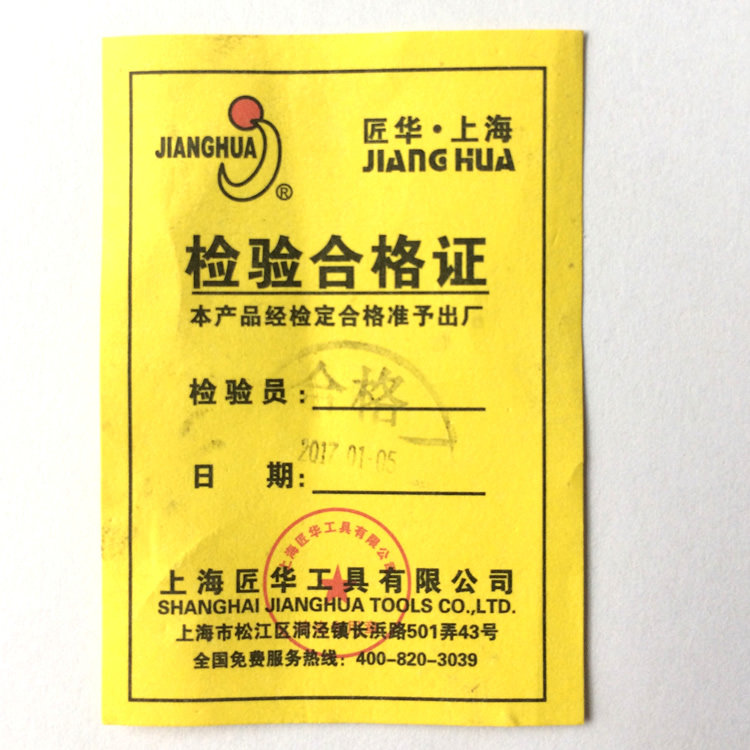 JIANGHUA
®
匠华·上海
JIANG HUA
检验合格证
本产品经检定合格准予出厂
合格
检验员:
2017 01-05
日 期:
上海匠华工具有限公司
上海匠华工具有限公司
SHANGHAI JIANGHUA TOOLS CO.,LTD.
上海市松江区洞泾镇长浜路501弄43号
全国免费服务热线: 400-820-3039